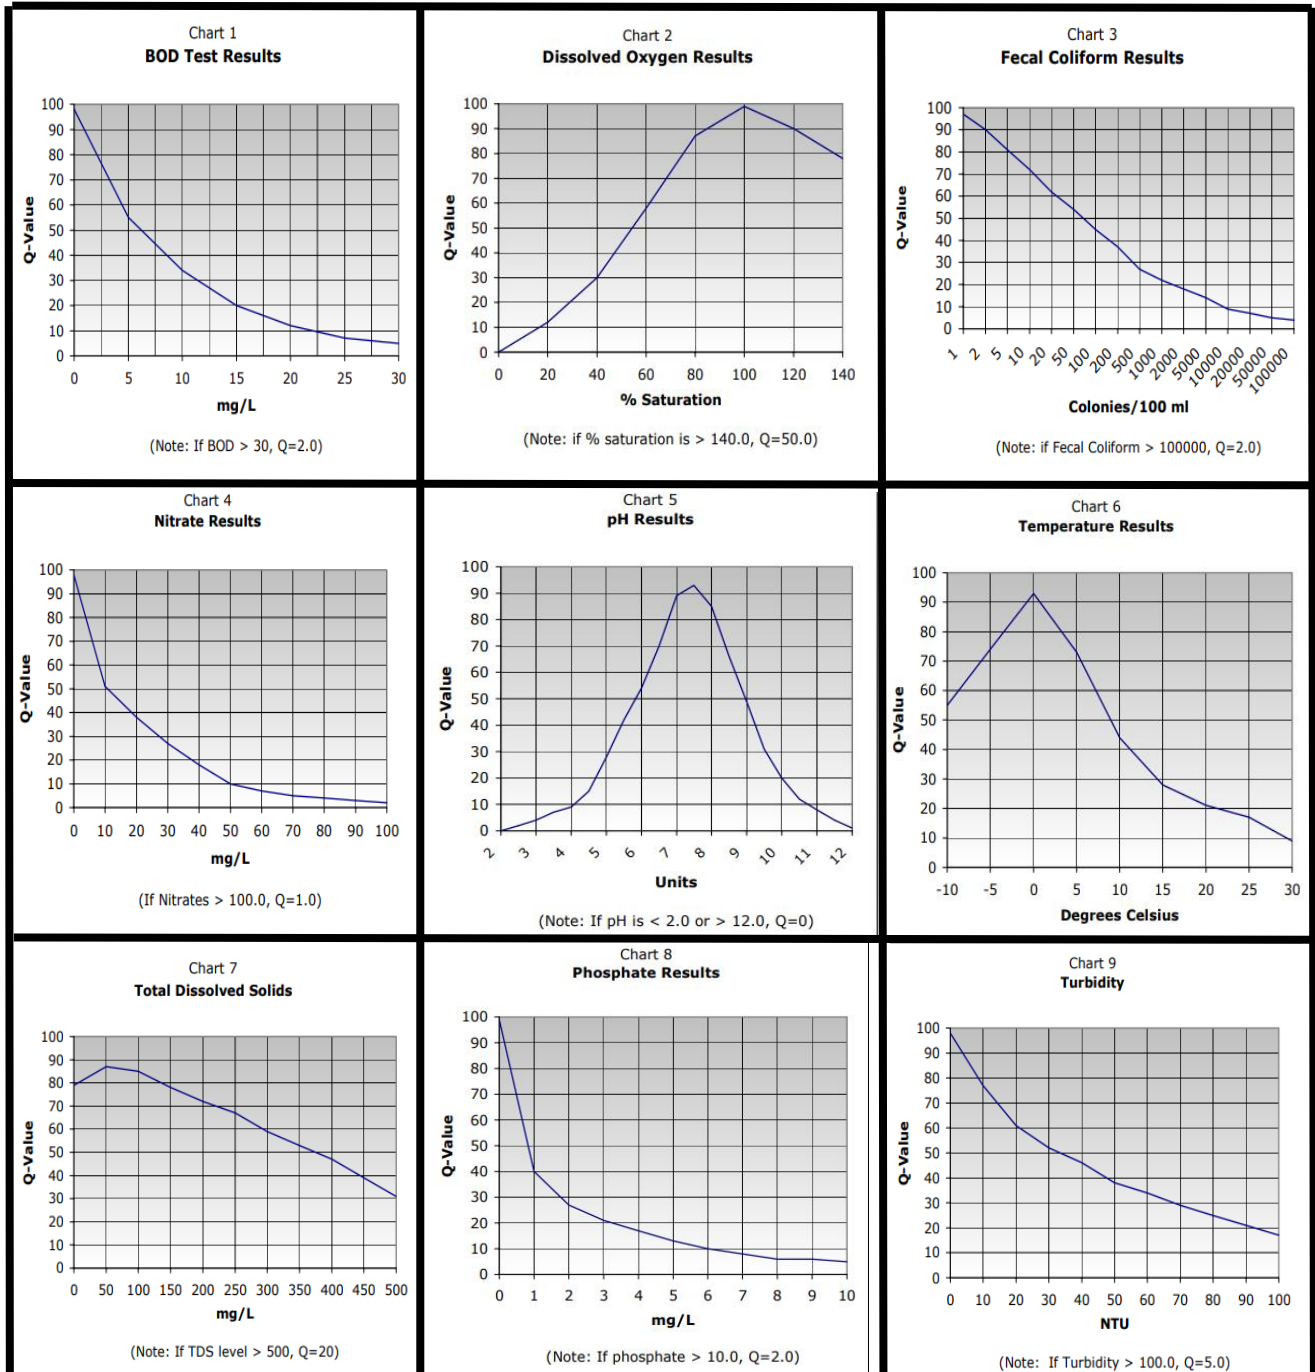 Chart 1
BOD Test Results
100
90
80
70
60
50
40
30
20
10
0
Q-Value
0 5 10 15 20 25 30
mg/L
(Note: If BOD > 30, Q=2.0)
Chart 2
Dissolved Oxygen Results
100
90
80
70
60
50
40
30
20
10
0
Q-Value
0 20 40 60 80 100 120 140
% Saturation
(Note: if % saturation is > 140.0, Q=50.0)
Chart 3
Fecal Coliform Results
100
90
80
70
60
50
40
30
20
10
0
Q-Value
1 2 5 10 20 50 100 200 500 1000 2000 5000 10000 20000 50000 100000
Colonies/100 ml
(Note: if Fecal Coliform > 100000, Q=2.0)
Chart 4
Nitrate Results
100
90
80
70
60
50
40
30
20
10
0
Q-Value
0 10 20 30 40 50 60 70 80 90 100
mg/L
(If Nitrates > 100.0, Q=1.0)
Chart 5
pH Results
100
90
80
70
60
50
40
30
20
10
0
Q-Value
2 3 4 5 6 7 8 9 10 11 12
Units
(Note: If pH is < 2.0 or > 12.0, Q=0)
Chart 6
Temperature Results
100
90
80
70
60
50
40
30
20
10
0
Q-Value
-10 -5 0 5 10 15 20 25 30
Degrees Celsius
Chart 7
Total Dissolved Solids
100
90
80
70
60
50
40
30
20
10
0
Q-Value
0 50 100 150 200 250 300 350 400 450 500
mg/L
(Note: If TDS level > 500, Q=20)
Chart 8
Phosphate Results
100
90
80
70
60
50
40
30
20
10
0
Q-Value
0 1 2 3 4 5 6 7 8 9 10
mg/L
(Note: If phosphate > 10.0, Q=2.0)
Chart 9
Turbidity
100
90
80
70
60
50
40
30
20
10
0
Q-Value
0 10 20 30 40 50 60 70 80 90 100
NTU
(Note: If Turbidity > 100.0, Q=5.0)